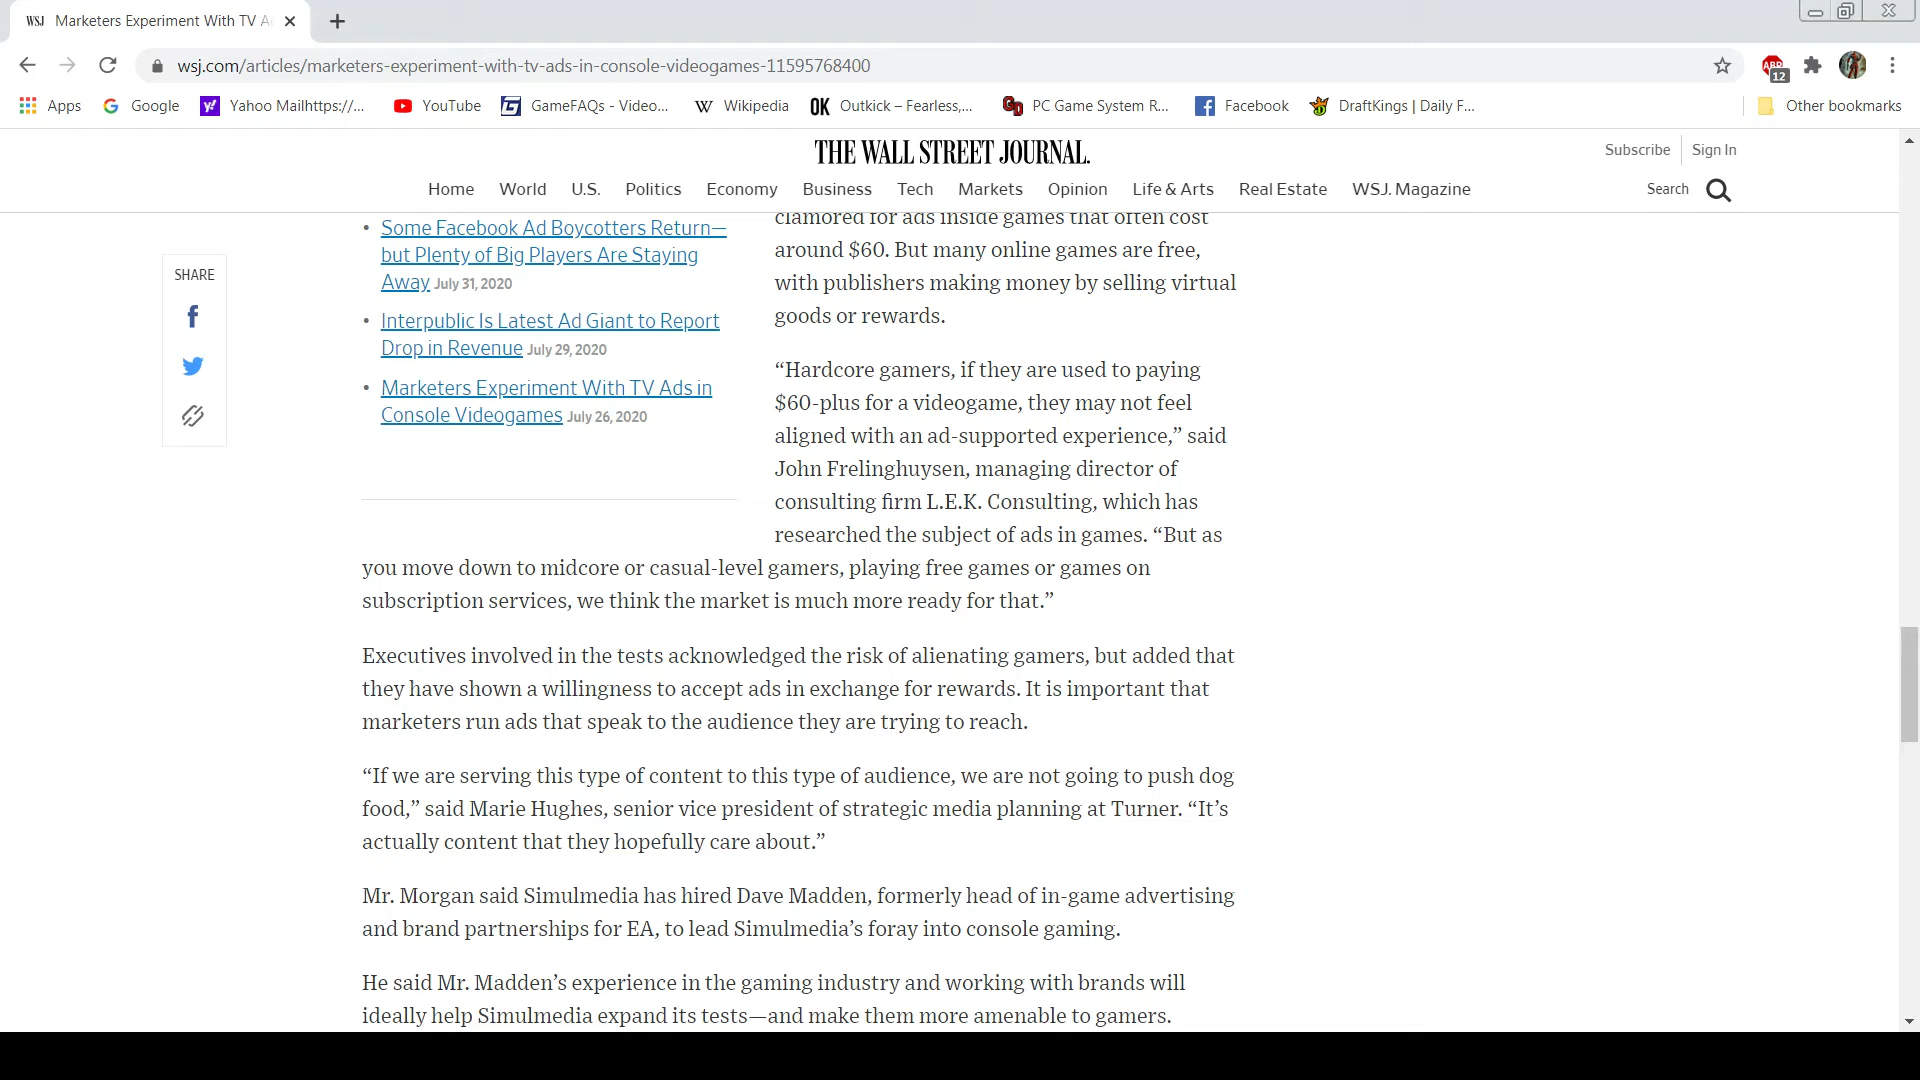 WSJ Marketers Experiment With TV A
wsj.com/articles/marketers-experiment-with-tv-ads-in-console-videogames-11595768400
ABP 12
Apps Google Yahoo Mailhttps://... YouTube GameFAQs - Video... Wikipedia OK Outkick – Fearless,... PC Game System R... Facebook DraftKings | Daily F... Other bookmarks
THE WALL STREET JOURNAL.
Subscribe Sign In
Home World U.S. Politics Economy Business Tech Markets Opinion Life & Arts Real Estate WSJ. Magazine Search
SHARE
• Some Facebook Ad Boycotters Return—
but Plenty of Big Players Are Staying
Away July 31, 2020
• Interpublic Is Latest Ad Giant to Report
Drop in Revenue July 29, 2020
• Marketers Experiment With TV Ads in
Console Videogames July 26, 2020
clamored for ads inside games that often cost
around $60. But many online games are free,
with publishers making money by selling virtual
goods or rewards.
“Hardcore gamers, if they are used to paying
$60-plus for a videogame, they may not feel
aligned with an ad-supported experience,” said
John Frelinghuysen, managing director of
consulting firm L.E.K. Consulting, which has
researched the subject of ads in games. “But as
you move down to midcore or casual-level gamers, playing free games or games on
subscription services, we think the market is much more ready for that.”
Executives involved in the tests acknowledged the risk of alienating gamers, but added that
they have shown a willingness to accept ads in exchange for rewards. It is important that
marketers run ads that speak to the audience they are trying to reach.
“If we are serving this type of content to this type of audience, we are not going to push dog
food,” said Marie Hughes, senior vice president of strategic media planning at Turner. “It’s
actually content that they hopefully care about.”
Mr. Morgan said Simulmedia has hired Dave Madden, formerly head of in-game advertising
and brand partnerships for EA, to lead Simulmedia’s foray into console gaming.
He said Mr. Madden’s experience in the gaming industry and working with brands will
ideally help Simulmedia expand its tests—and make them more amenable to gamers.